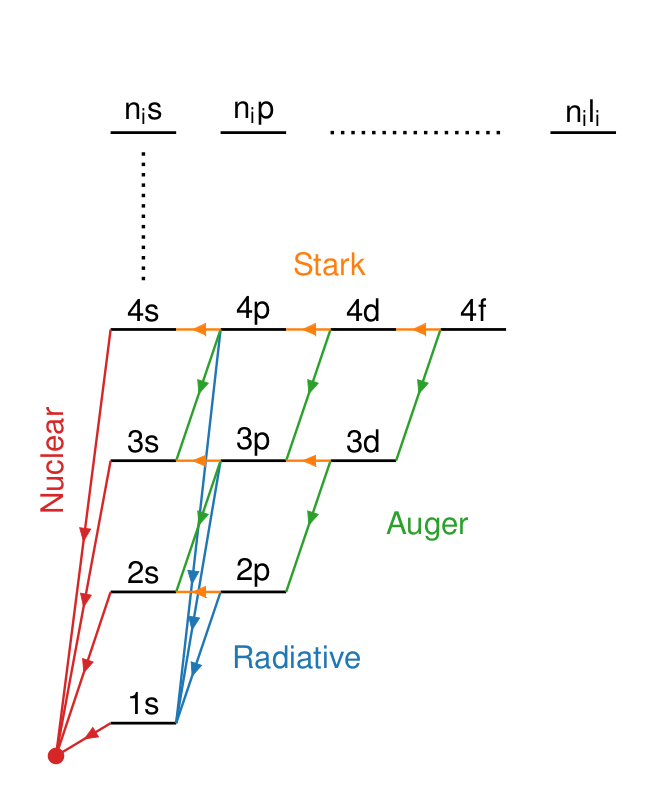 nᵢs nᵢp nᵢlᵢ
Stark
4s 4p 4d 4f
3s 3p 3d
Nuclear
Auger
2s 2p
Radiative
1s